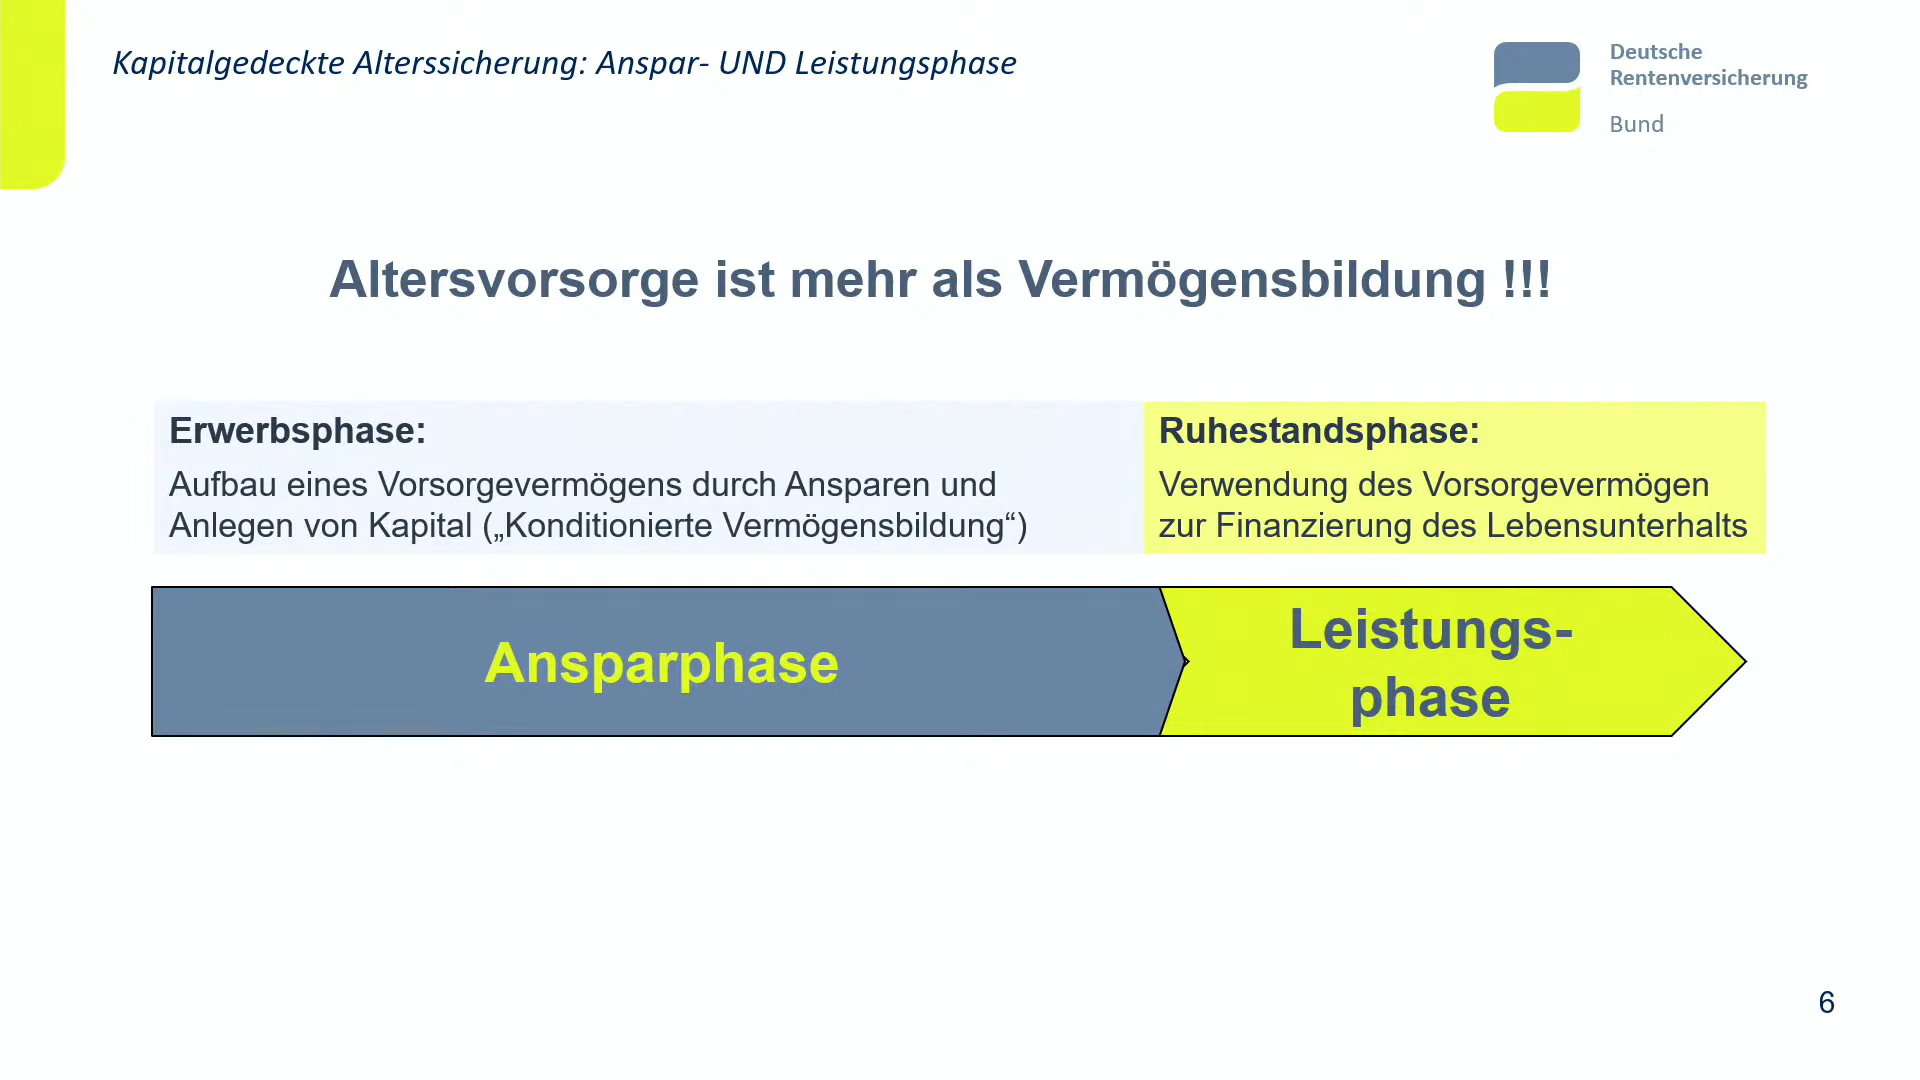 Kapitalgedeckte Alterssicherung: Anspar- UND Leistungsphase
Deutsche
Rentenversicherung
Bund
Altersvorsorge ist mehr als Vermögensbildung !!!
Erwerbsphase:
Aufbau eines Vorsorgevermögens durch Ansparen und
Anlegen von Kapital („Konditionierte Vermögensbildung“)
Ruhestandsphase:
Verwendung des Vorsorgevermögen
zur Finanzierung des Lebensunterhalts
Ansparphase
Leistungs-
phase
6